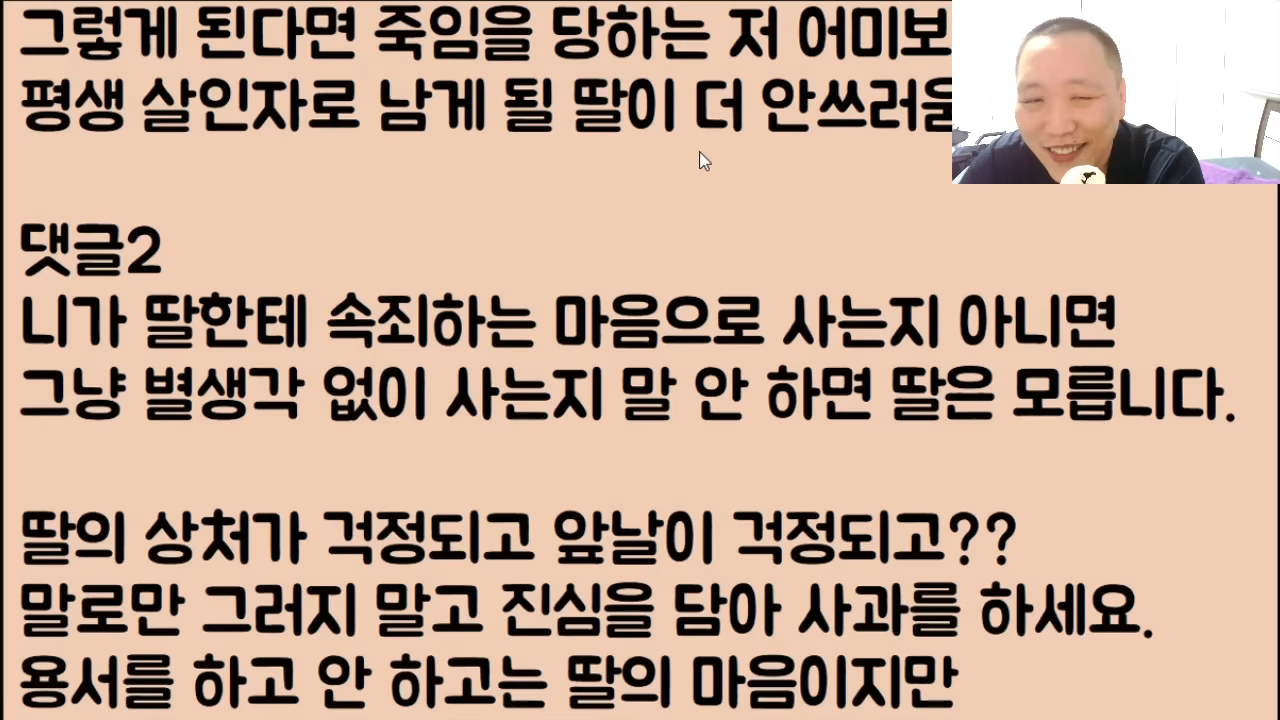 그렇게 된다면 죽임을 당하는 저 어미보
평생 살인자로 남게 될 딸이 더
댓글2
니가 딸한테 속죄하는 마음으로 사는지 아니면
그냥 별생각 없이 사는지 말 안 하면 딸은 모릅니다.
딸의 상처가 걱정되고 앞날이 걱정되고??
말로만 그러지 말고 진심을 담아 사과를 하세요.
용서를 하고 안 하고는 딸의 마음이지만